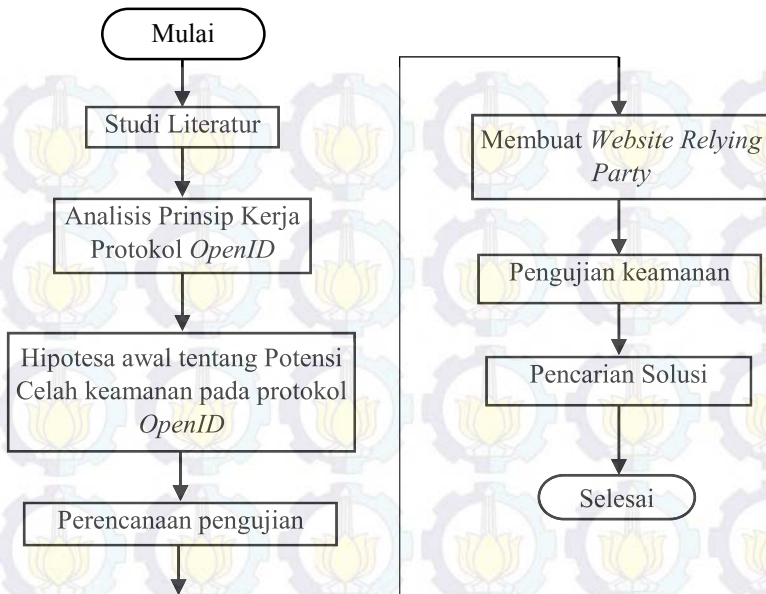 Mulai
Studi Literatur
Analisis Prinsip Kerja
Protokol OpenID
Hipotesa awal tentang Potensi
Celah keamanan pada protokol
OpenID
Perencanaan pengujian
Membuat Website Relying
Party
Pengujian keamanan
Pencarian Solusi
Selesai